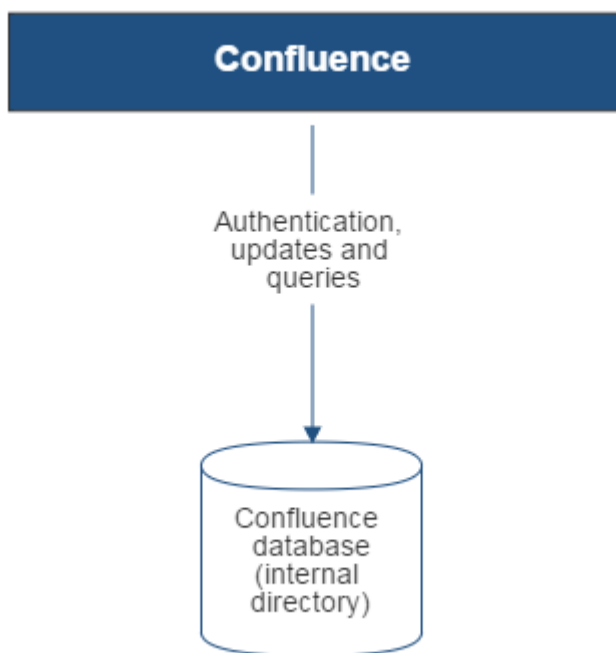 Confluence
Authentication,
updates and
queries
Confluence
database
(internal
directory)